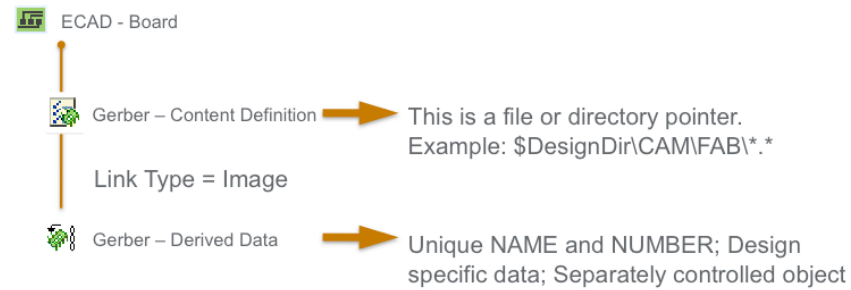 ECAD - Board
Gerber – Content Definition
This is a file or directory pointer.
Example: $DesignDir\CAM\FAB\*.*
Link Type = Image
Gerber – Derived Data
Unique NAME and NUMBER; Design
specific data; Separately controlled object